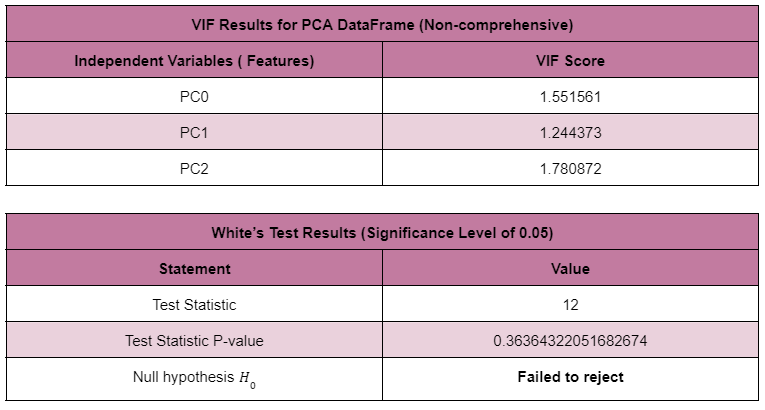 VIF Results for PCA DataFrame (Non-comprehensive)
Independent Variables ( Features) VIF Score
PC0 1.551561
PC1 1.244373
PC2 1.780872
White's Test Results (Significance Level of 0.05)
Statement Value
Test Statistic 12
Test Statistic P-value 0.36364322051682674
Null hypothesis H₀ Failed to reject